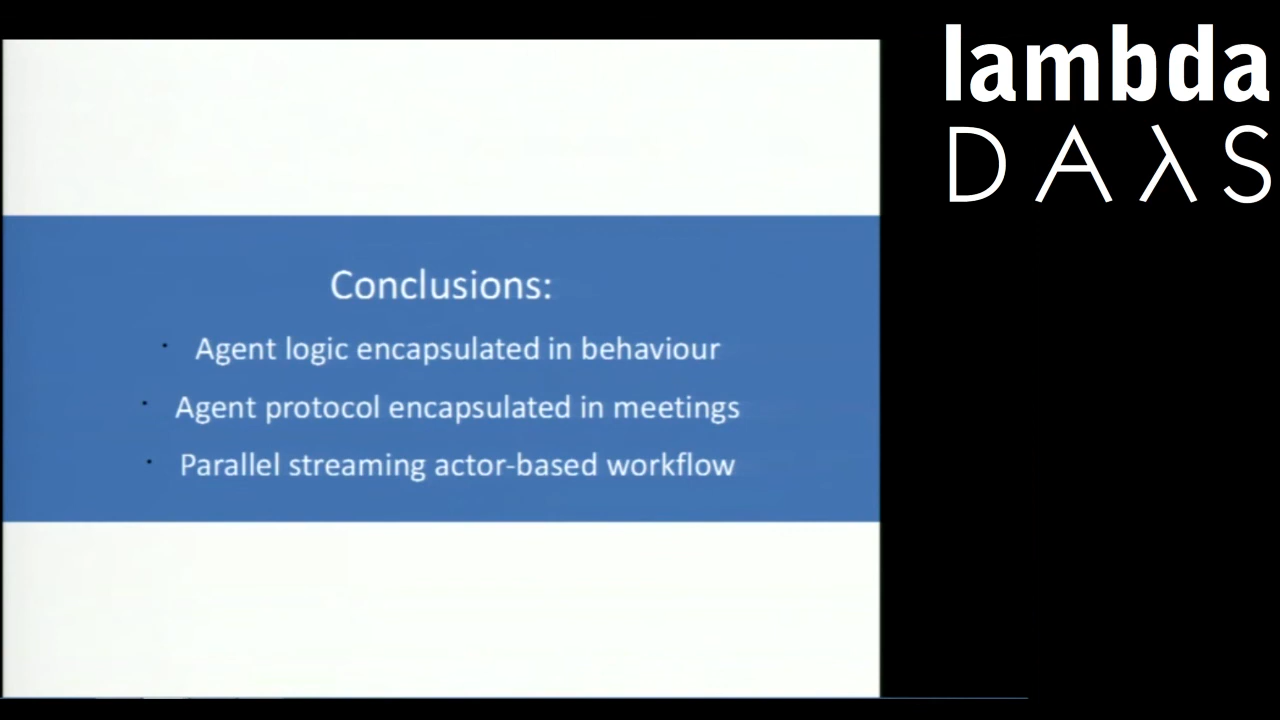 Conclusions:
· Agent logic encapsulated in behaviour
· Agent protocol encapsulated in meetings
· Parallel streaming actor-based workflow
lambda
DAλS